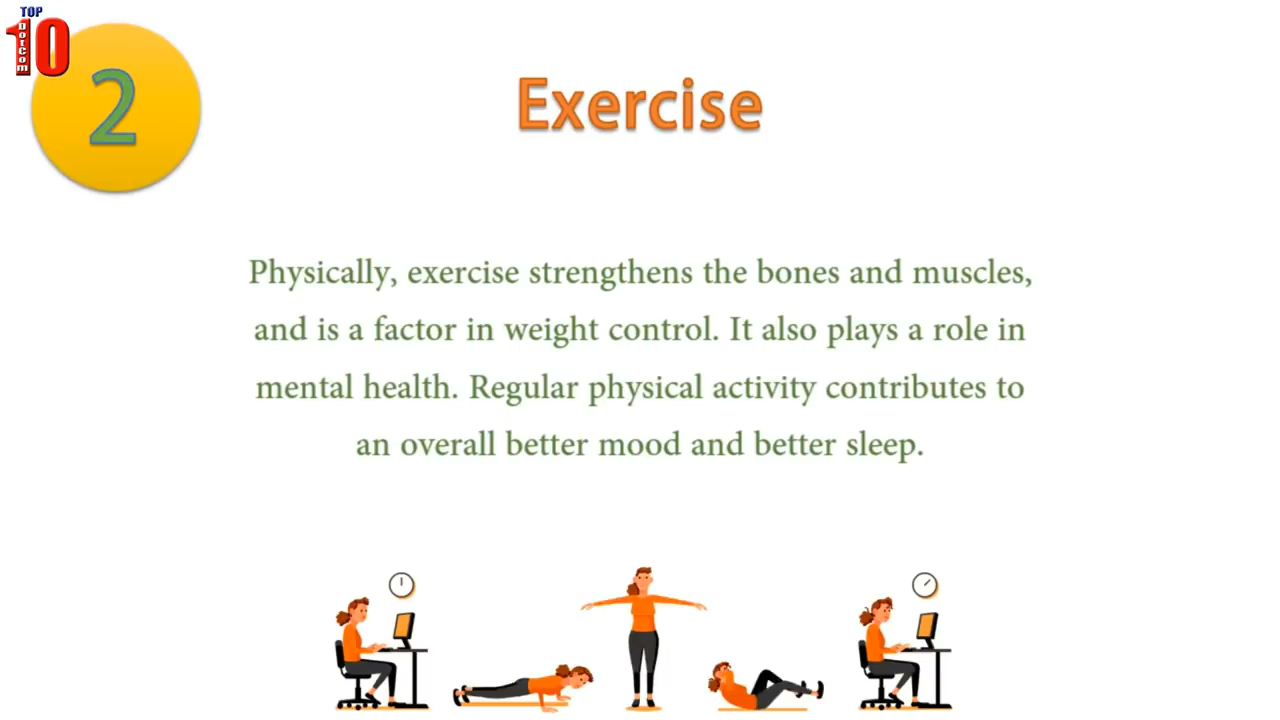 TOP
10
DotCom
2
Exercise
Physically, exercise strengthens the bones and muscles,
and is a factor in weight control. It also plays a role in
mental health. Regular physical activity contributes to
an overall better mood and better sleep.